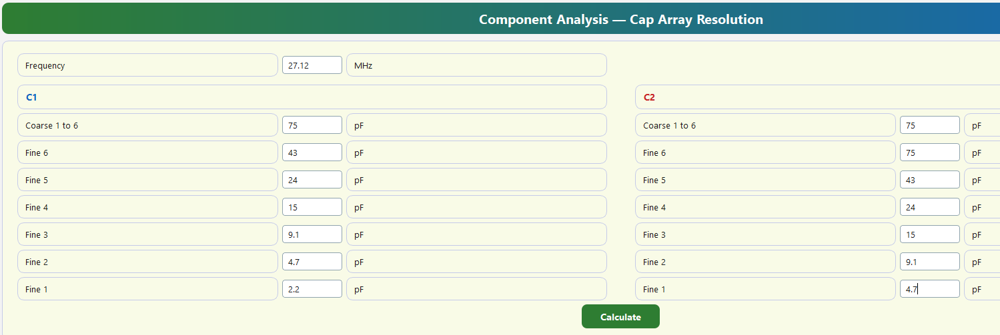 Component Analysis — Cap Array Resolution
Frequency 27.12 MHz
C1 C2
Coarse 1 to 6 75 pF Coarse 1 to 6 75 pF
Fine 6 43 pF Fine 6 75 pF
Fine 5 24 pF Fine 5 43 pF
Fine 4 15 pF Fine 4 24 pF
Fine 3 9.1 pF Fine 3 15 pF
Fine 2 4.7 pF Fine 2 9.1 pF
Fine 1 2.2 pF Fine 1 4.7 pF
Calculate